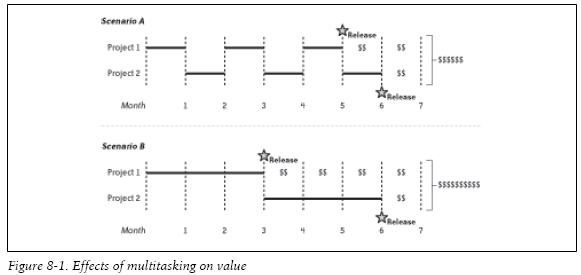 Scenario A
Release
Project 1 $$ $$
$$$$$$
Project 2 $$
Release
Month 1 2 3 4 5 6 7
Scenario B
Release
Project 1 $$ $$ $$ $$
$$$$$$$$$$
Project 2 $$
Release
Month 1 2 3 4 5 6 7
Figure 8-1. Effects of multitasking on value